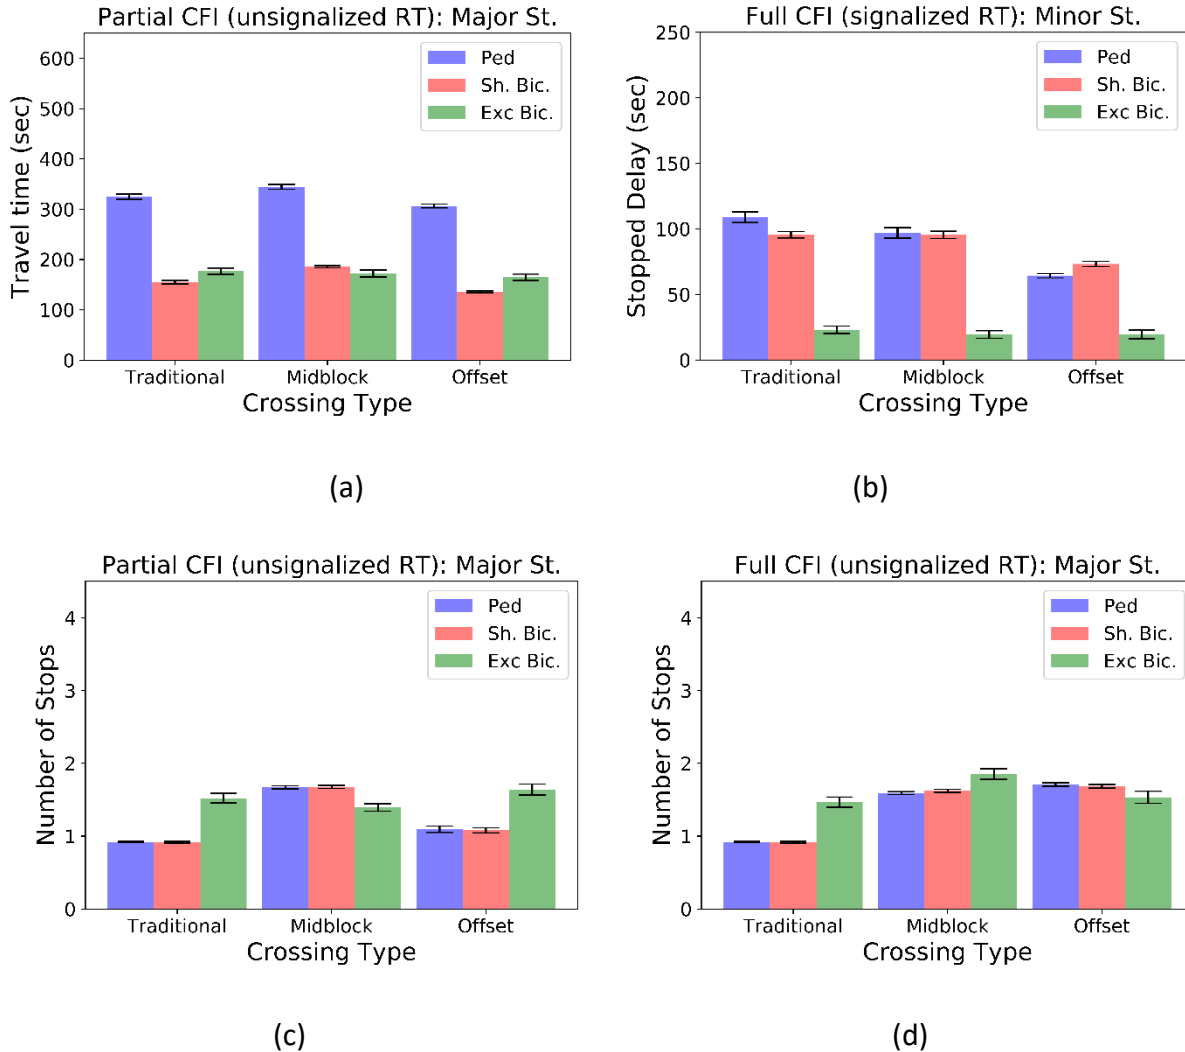 Partial CFI (unsignalized RT): Major St.
600
500
400
300
200
100
0
Travel time (sec)
Ped
Sh. Bic.
Exc Bic.
Traditional
Midblock
Offset
Crossing Type
(a)
Full CFI (signalized RT): Minor St.
250
200
150
100
50
0
Stopped Delay (sec)
Ped
Sh. Bic.
Exc Bic.
Traditional
Midblock
Offset
Crossing Type
(b)
Partial CFI (unsignalized RT): Major St.
4
3
2
1
0
Number of Stops
Ped
Sh. Bic.
Exc Bic.
Traditional
Midblock
Offset
Crossing Type
(c)
Full CFI (unsignalized RT): Major St.
4
3
2
1
0
Number of Stops
Ped
Sh. Bic.
Exc Bic.
Traditional
Midblock
Offset
Crossing Type
(d)